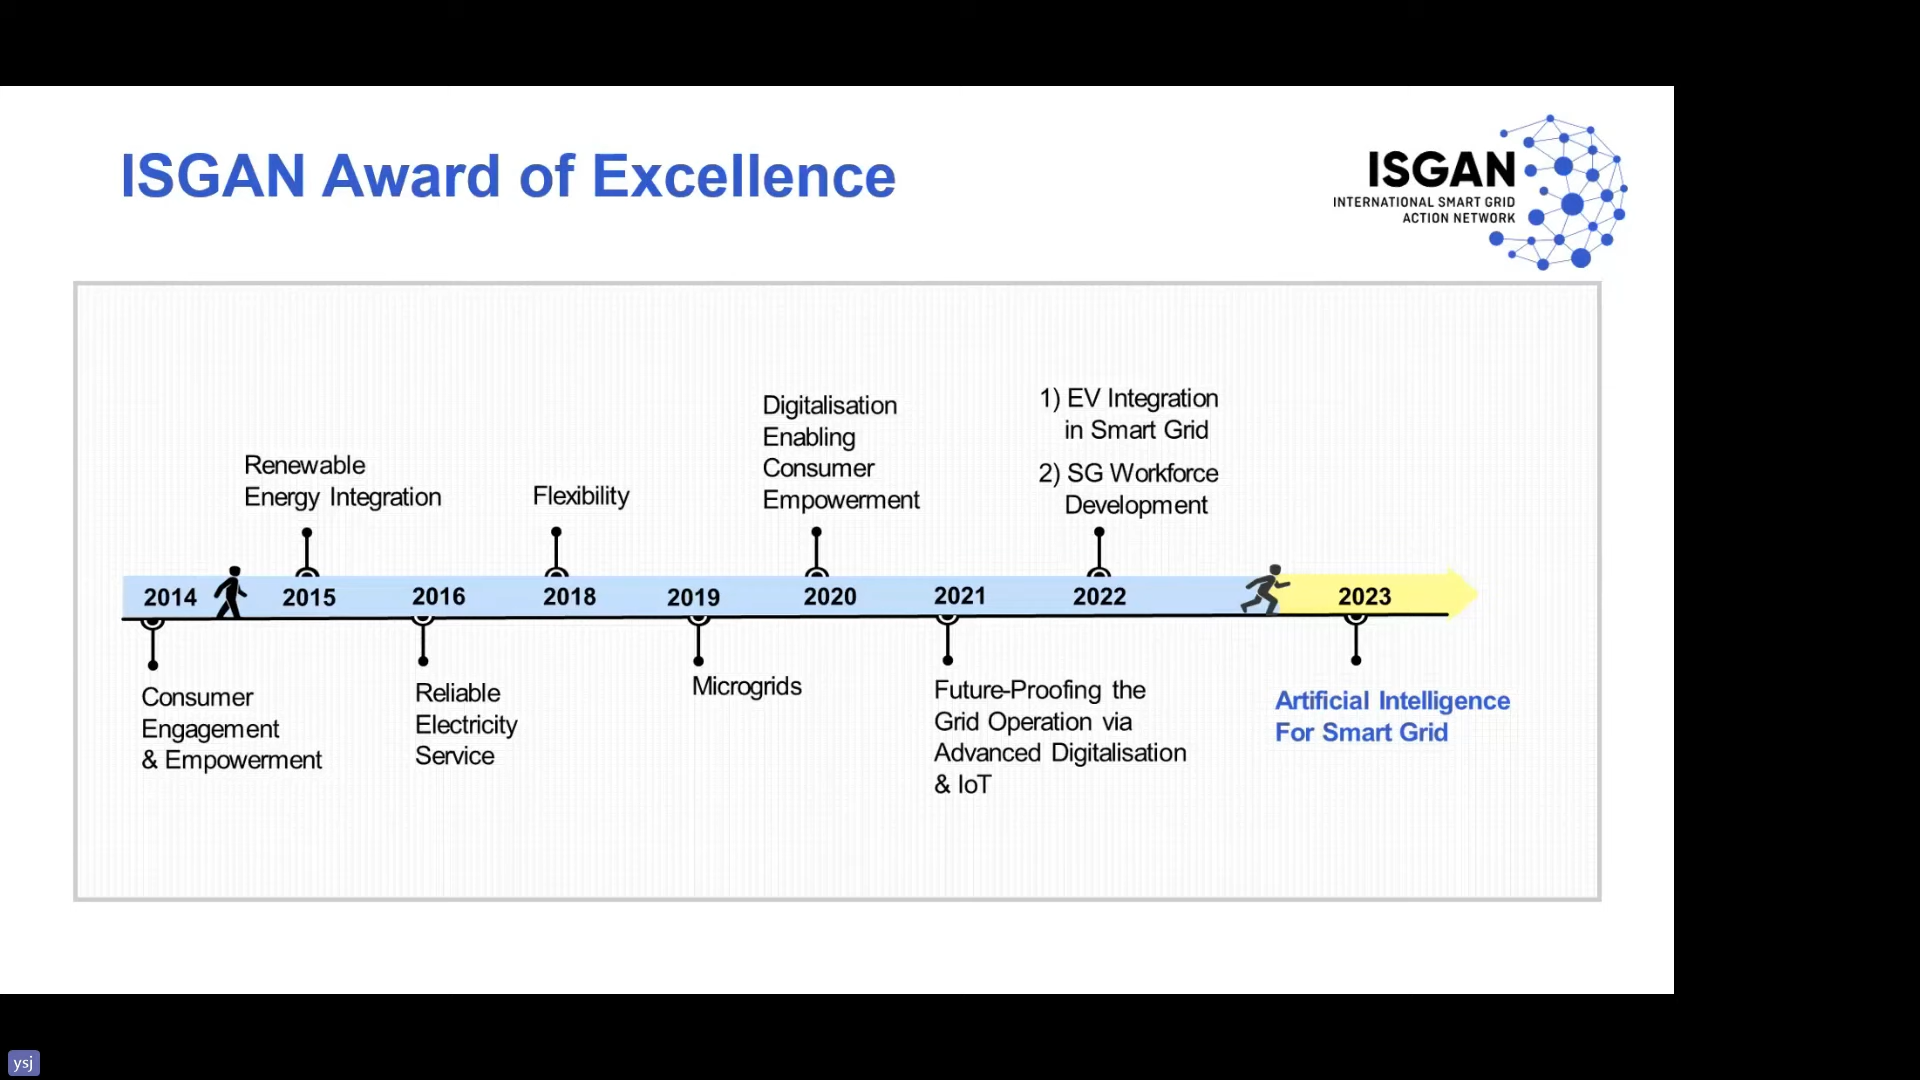 ISGAN Award of Excellence
ISGAN
INTERNATIONAL SMART GRID
ACTION NETWORK
Renewable
Energy Integration
Flexibility
Digitalisation
Enabling
Consumer
Empowerment
1) EV Integration
in Smart Grid
2) SG Workforce
Development
2014
2015
2016
2018
2019
2020
2021
2022
2023
Consumer
Engagement
& Empowerment
Reliable
Electricity
Service
Microgrids
Future-Proofing the
Grid Operation via
Advanced Digitalisation
& IoT
Artificial Intelligence
For Smart Grid
ysj